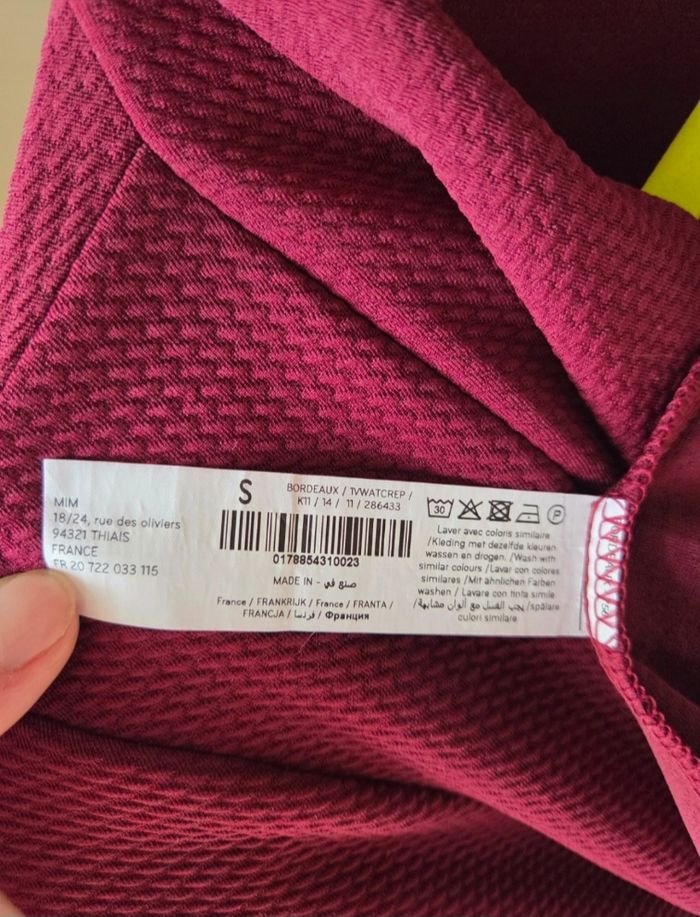 MIM
18/24, rue des oliviers
94321 THIAIS
FRANCE
FR 20 722 033 115
S
BORDEAUX / TVWATCREP /
K11 / 14 / 11 / 286433
0178854310023
MADE IN - صنع في
France / FRANKRIJK / France / FRANTA /
FRANCJA / فرنسا / Франция
30
P
Laver avec coloris similaire
/Kleding met dezelfde kleuren
wassen en drogen. /Wash with
similar colours /Lavar con colores
similares / Mit ähnlichen Farben
washen / Lavare con tinta simile.
/يجب الغسل مع ألوان مشابهة /spălare
culori similare